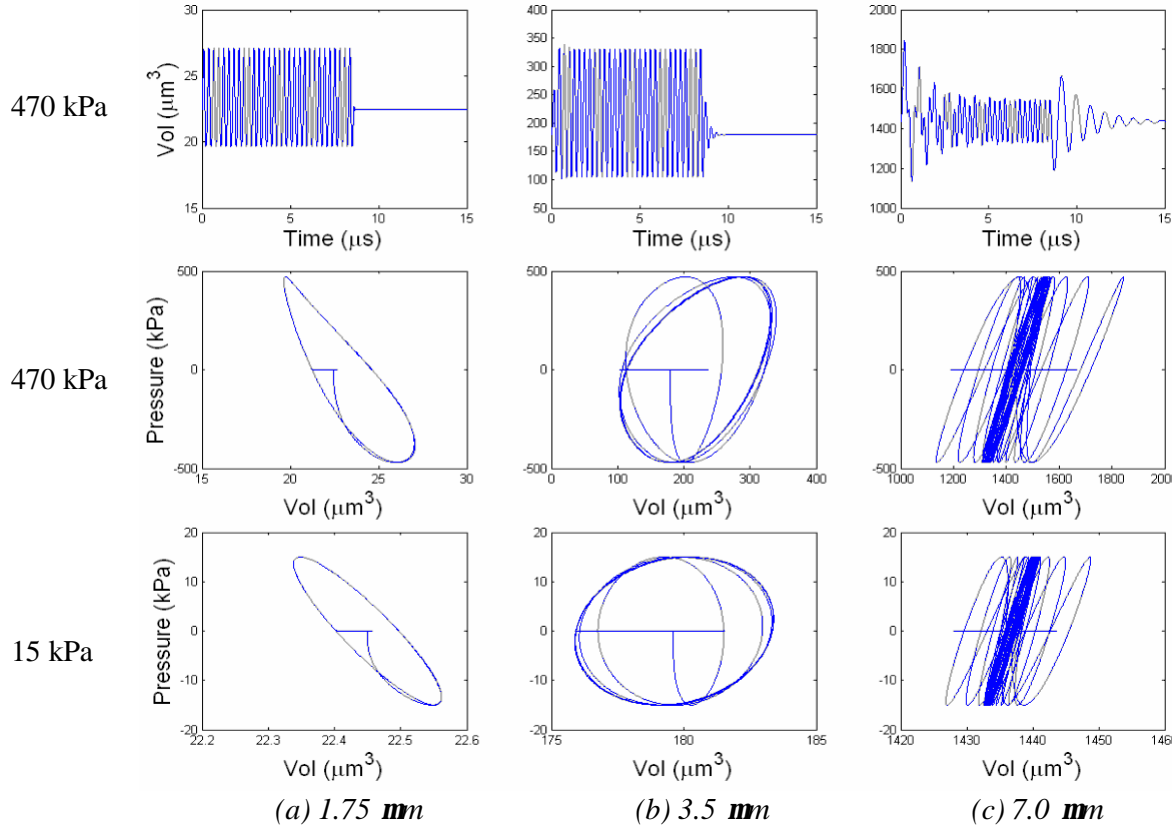 470 kPa
Vol (μm³)
30
25
20
15
0 5 10 15
Time (μs)
400
350
300
250
200
150
100
50
0 5 10 15
Time (μs)
2000
1800
1600
1400
1200
1000
0 5 10 15
Time (μs)
470 kPa
Pressure (kPa)
500
0
-500
15 20 25 30
Vol (μm³)
500
0
-500
0 100 200 300 400
Vol (μm³)
500
0
-500
1000 1200 1400 1600 1800 200
Vol (μm³)
15 kPa
Pressure (kPa)
20
10
0
-10
-20
22.2 22.3 22.4 22.5 22.6
Vol (μm³)
20
10
0
-10
-20
175 180 185
Vol (μm³)
20
10
0
-10
-20
1420 1430 1440 1450 1460
Vol (μm³)
(a) 1.75 mm
(b) 3.5 mm
(c) 7.0 mm